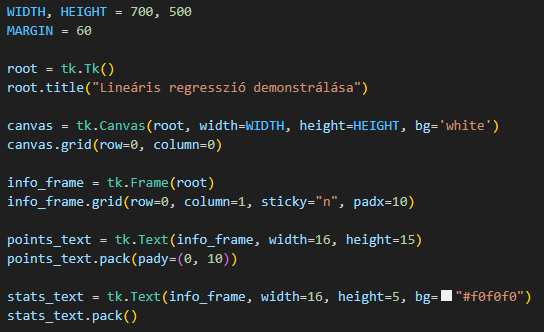 WIDTH, HEIGHT = 700, 500
MARGIN = 60
root = tk.Tk()
root.title("Lineáris regresszió demonstrálása")
canvas = tk.Canvas(root, width=WIDTH, height=HEIGHT, bg='white')
canvas.grid(row=0, column=0)
info_frame = tk.Frame(root)
info_frame.grid(row=0, column=1, sticky="n", padx=10)
points_text = tk.Text(info_frame, width=16, height=15)
points_text.pack(pady=(0, 10))
stats_text = tk.Text(info_frame, width=16, height=5, bg="#f0f0f0")
stats_text.pack()